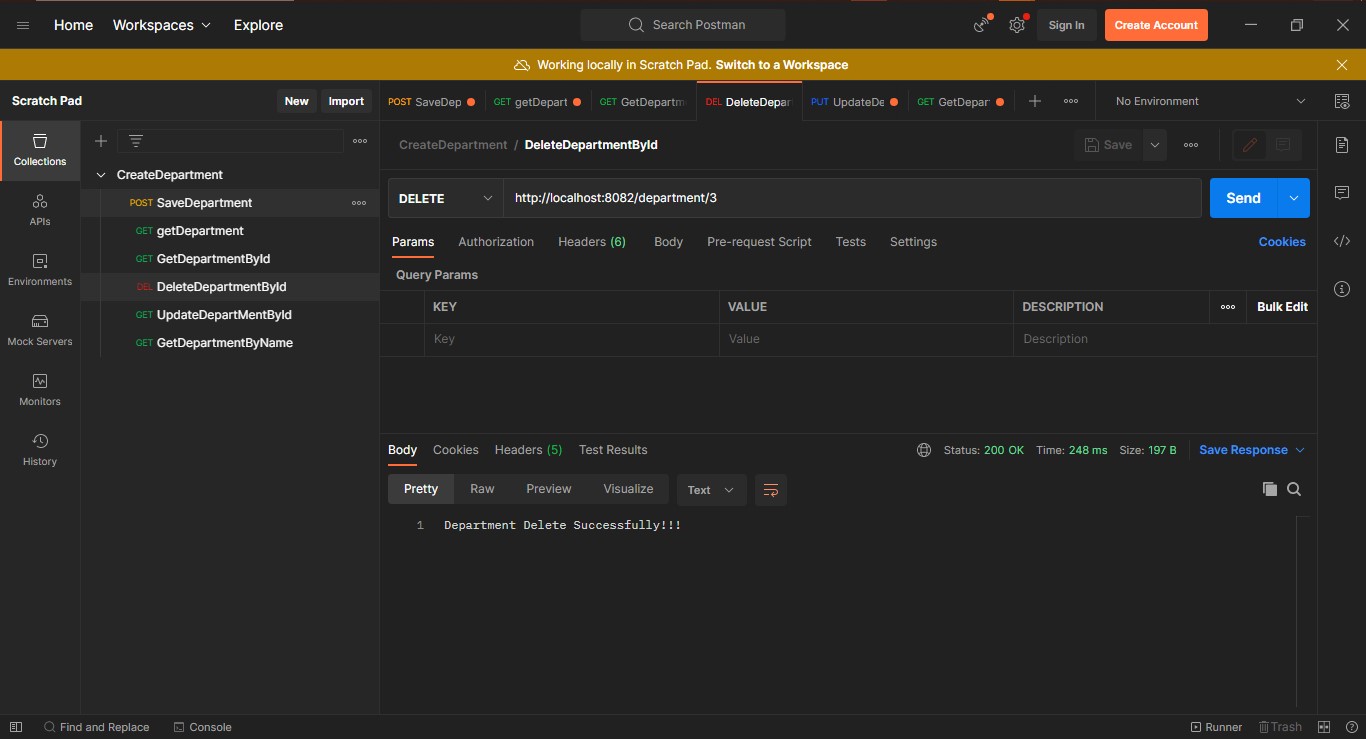 Home Workspaces Explore Search Postman Sign In Create Account
Working locally in Scratch Pad. Switch to a Workspace
Scratch Pad New Import
POST SaveDep GET getDepart GET GetDepartm DEL DeleteDepar PUT UpdateDe GET GetDepar No Environment
Collections
APIs
Environments
Mock Servers
Monitors
History
CreateDepartment
POST SaveDepartment
GET getDepartment
GET GetDepartmentById
DEL DeleteDepartmentById
GET UpdateDepartMentById
GET GetDepartmentByName
CreateDepartment / DeleteDepartmentById Save
DELETE http://localhost:8082/department/3 Send
Params Authorization Headers (6) Body Pre-request Script Tests Settings Cookies
Query Params
KEY VALUE DESCRIPTION Bulk Edit
Key Value Description
Body Cookies Headers (5) Test Results Status: 200 OK Time: 248 ms Size: 197 B Save Response
Pretty Raw Preview Visualize Text
1 Department Delete Successfully!!!
Find and Replace Console Runner Trash